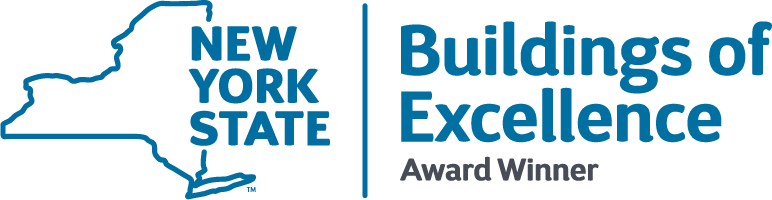 NEW
YORK
STATE
™
Buildings of
Excellence
Award Winner